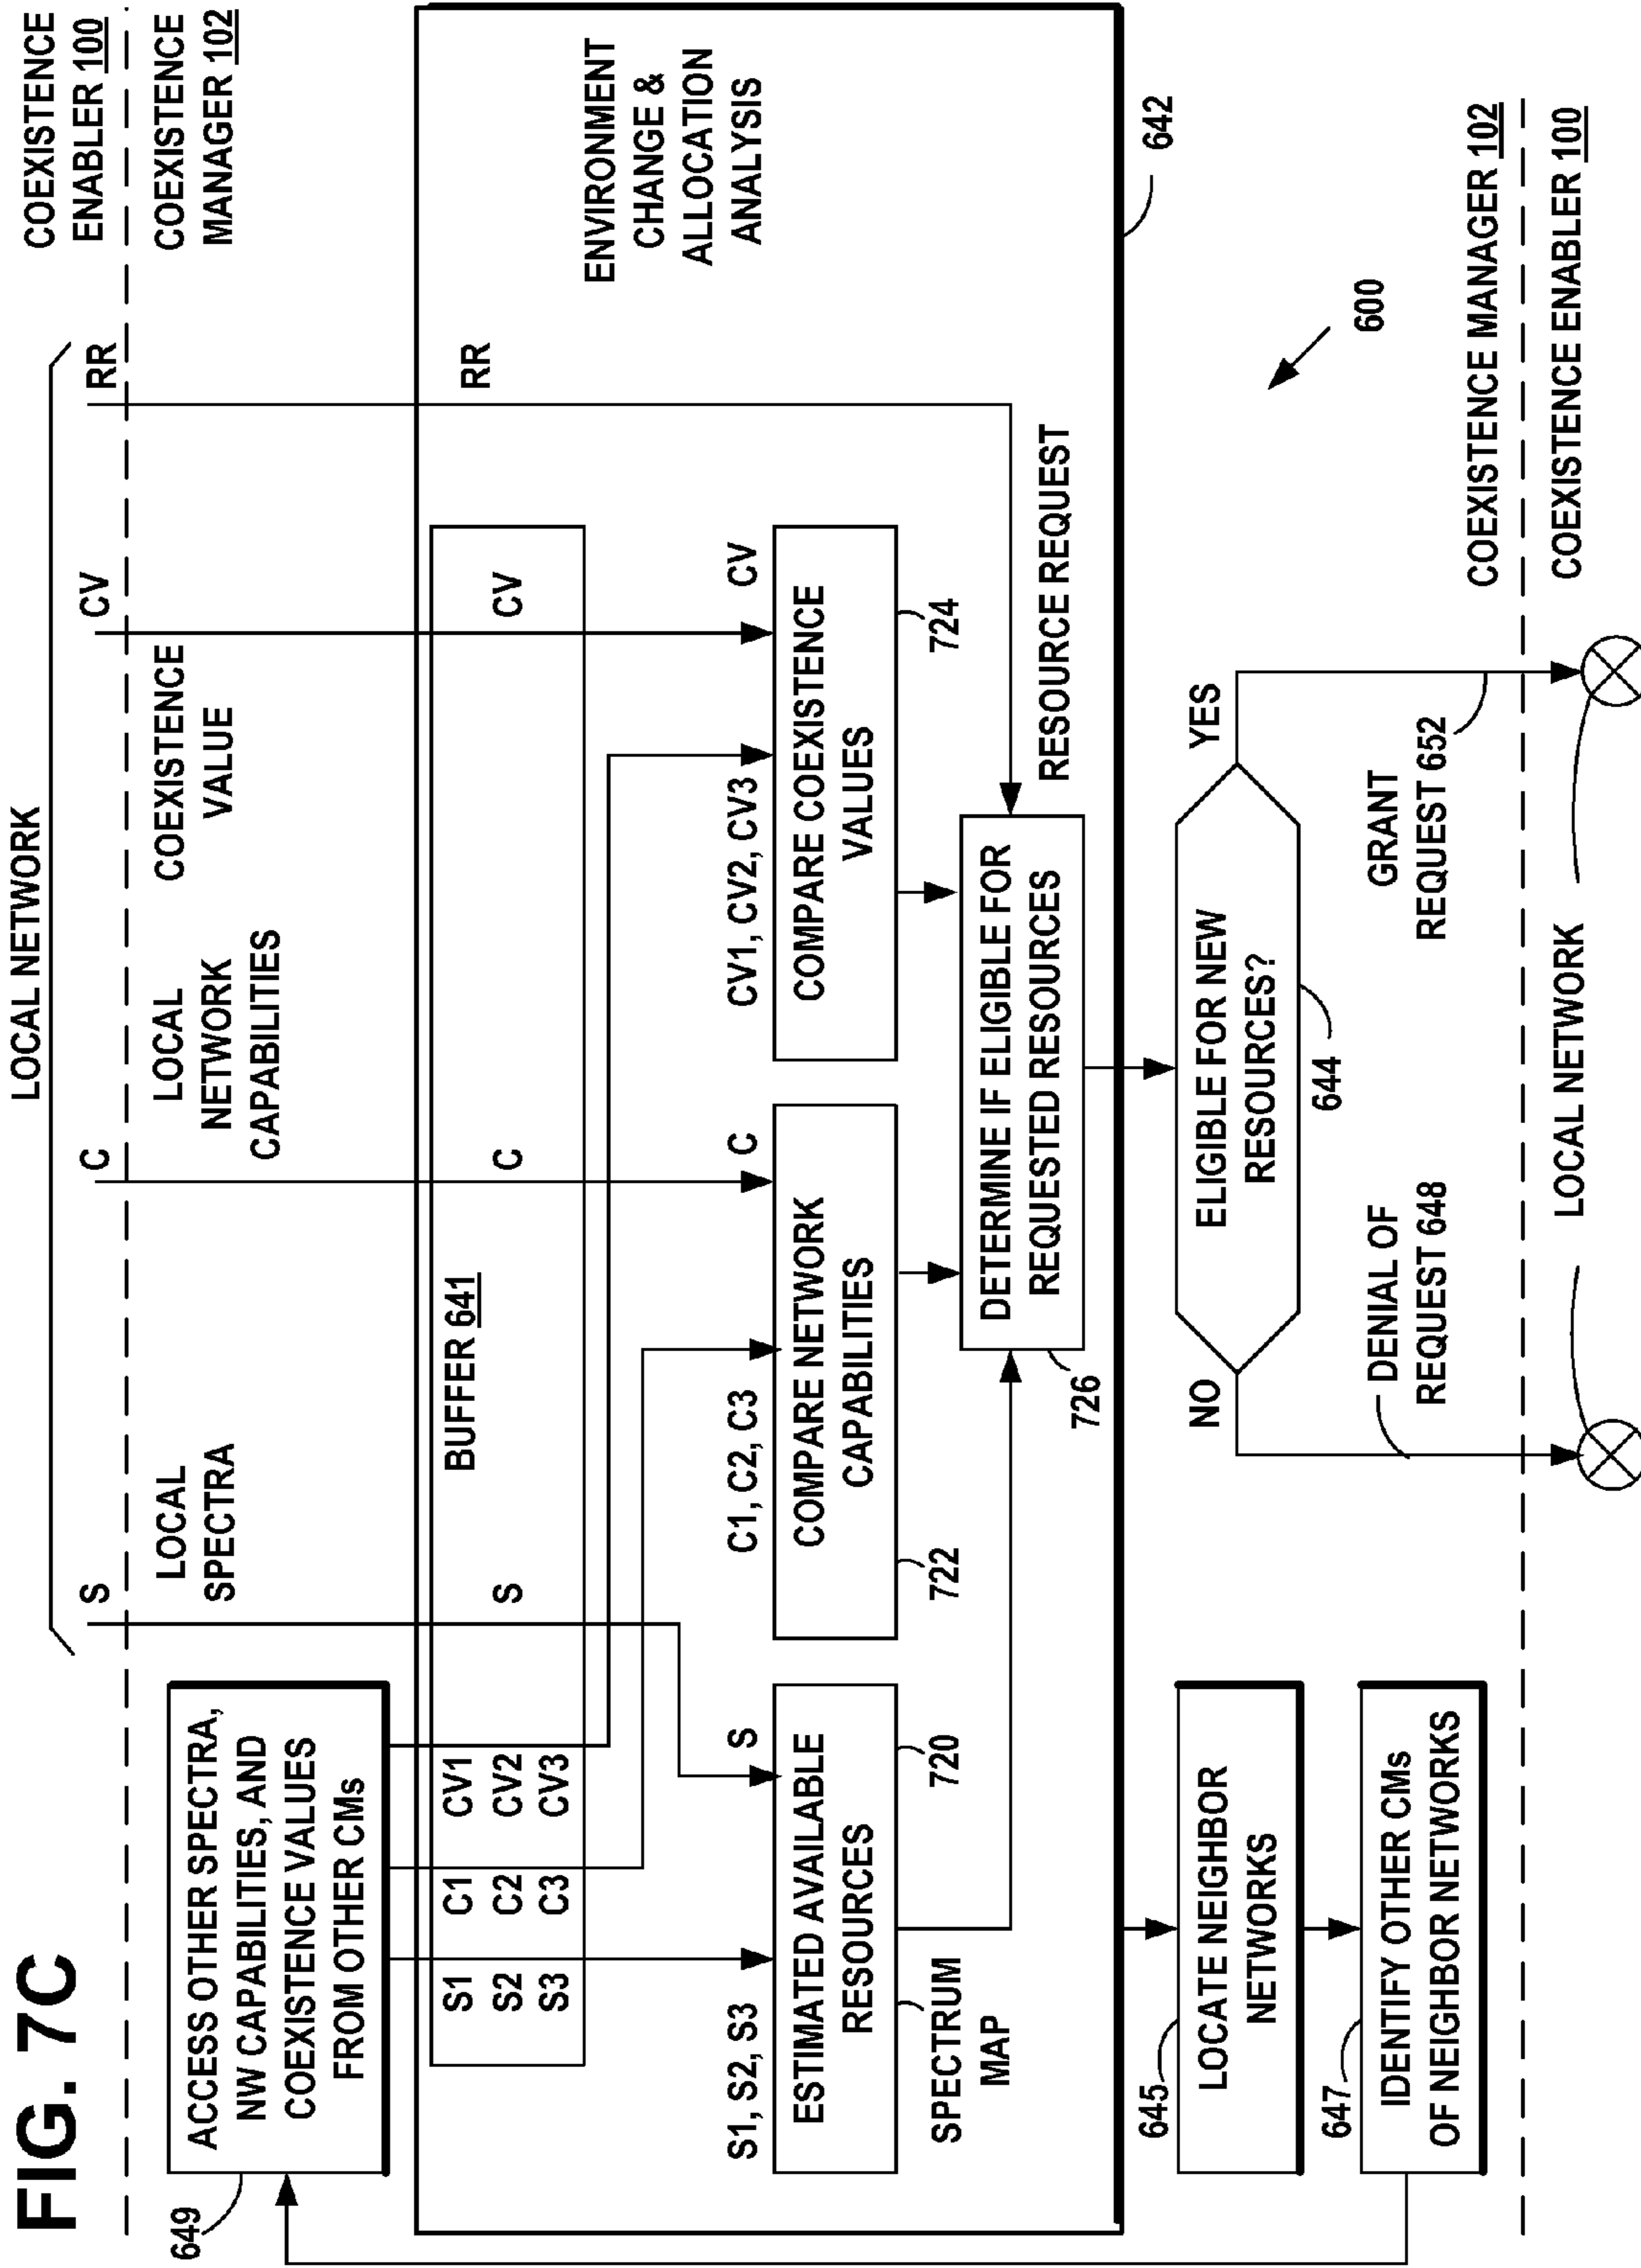 FIG. 7C
LOCAL NETWORK
COEXISTENCE
ENABLER 100
S
C
CV
RR
COEXISTENCE
MANAGER 102
649
ACCESS OTHER SPECTRA,
NW CAPABILITIES, AND
COEXISTENCE VALUES
FROM OTHER CMs
LOCAL
SPECTRA
LOCAL
NETWORK
CAPABILITIES
COEXISTENCE
VALUE
BUFFER 641
S1
C1
CV1
S2
C2
CV2
S3
C3
CV3
S
C
CV
RR
ENVIRONMENT
CHANGE &
ALLOCATION
ANALYSIS
S1, S2, S3
S
C1, C2, C3
C
CV1, CV2, CV3
CV
ESTIMATED AVAILABLE
RESOURCES
COMPARE NETWORK
CAPABILITIES
COMPARE COEXISTENCE
VALUES
720
722
724
SPECTRUM
MAP
DETERMINE IF ELIGIBLE FOR
REQUESTED RESOURCES
726
RESOURCE REQUEST
642
645
LOCATE NEIGHBOR
NETWORKS
647
IDENTIFY OTHER CMs
OF NEIGHBOR NETWORKS
NO
ELIGIBLE FOR NEW
RESOURCES?
YES
644
DENIAL OF
REQUEST 648
GRANT
REQUEST 652
600
COEXISTENCE MANAGER 102
COEXISTENCE ENABLER 100
LOCAL NETWORK